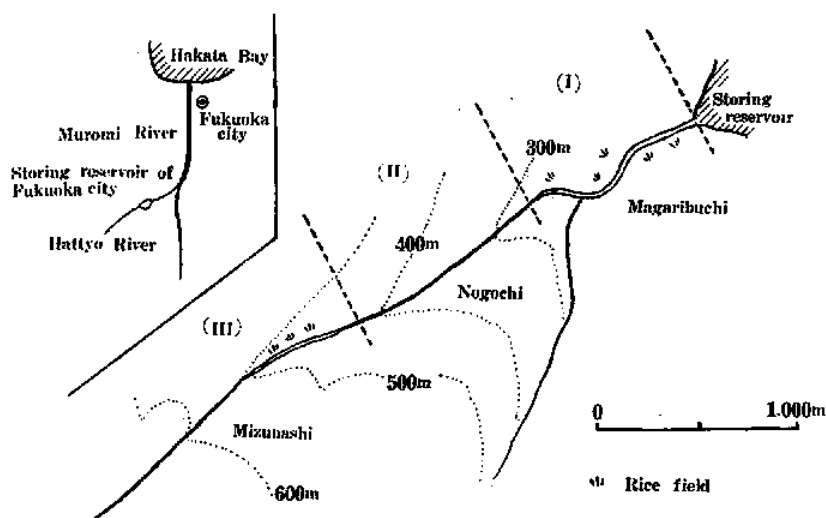 Hakata Bay
Fukuoka
city
Muromi River
Storing reservoir of
Fukuoka city
Hattyo River
(I)
Storing
reservoir
300m
(II)
Magaribuchi
400m
Nogochi
(III)
500m
0
1.000m
Mizunashi
600m
Rice field